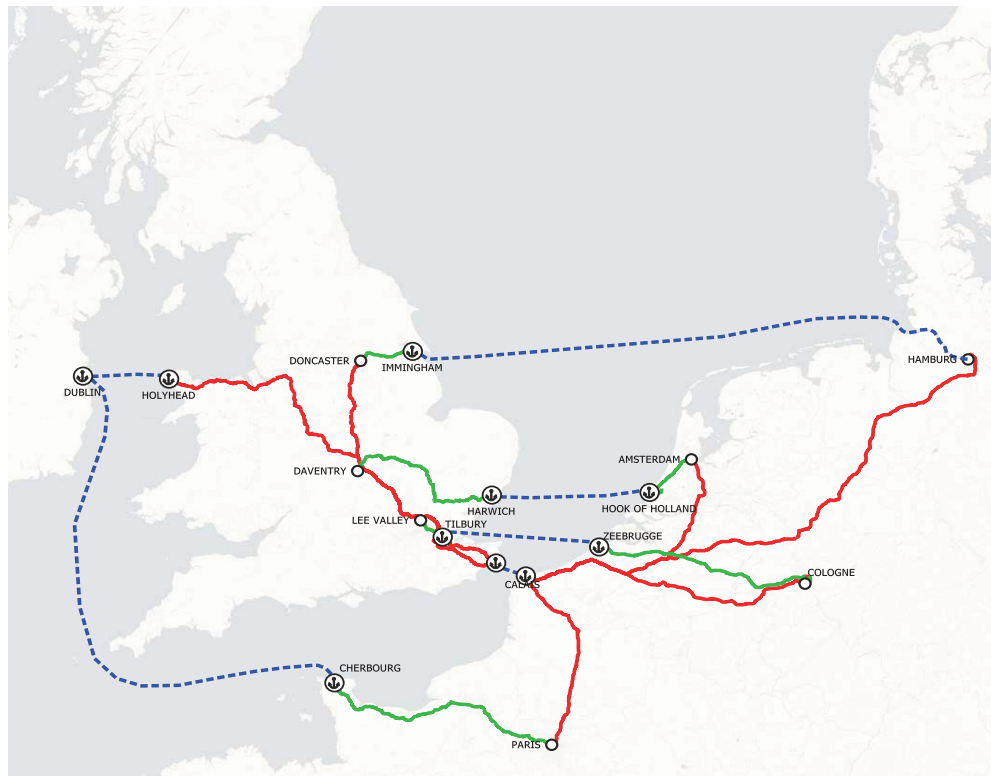 DONCASTER
IMMINGHAM
HAMBURG
DUBLIN
HOLYHEAD
AMSTERDAM
DAVENTRY
HARWICH
HOOK OF HOLLAND
LEE VALLEY
TILBURY
ZEEBRUGGE
CALAIS
COLOGNE
CHERBOURG
PARIS